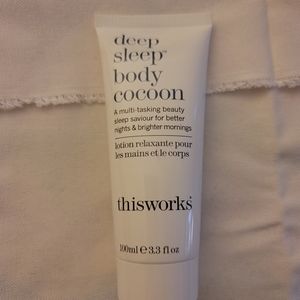 deep
sleep™
body
cocoon
A multi-tasking beauty
sleep saviour for better
nights & brighter mornings
lotion relaxante pour
les mains et le corps
thisworks®
100ml ℮ 3.3 fl oz